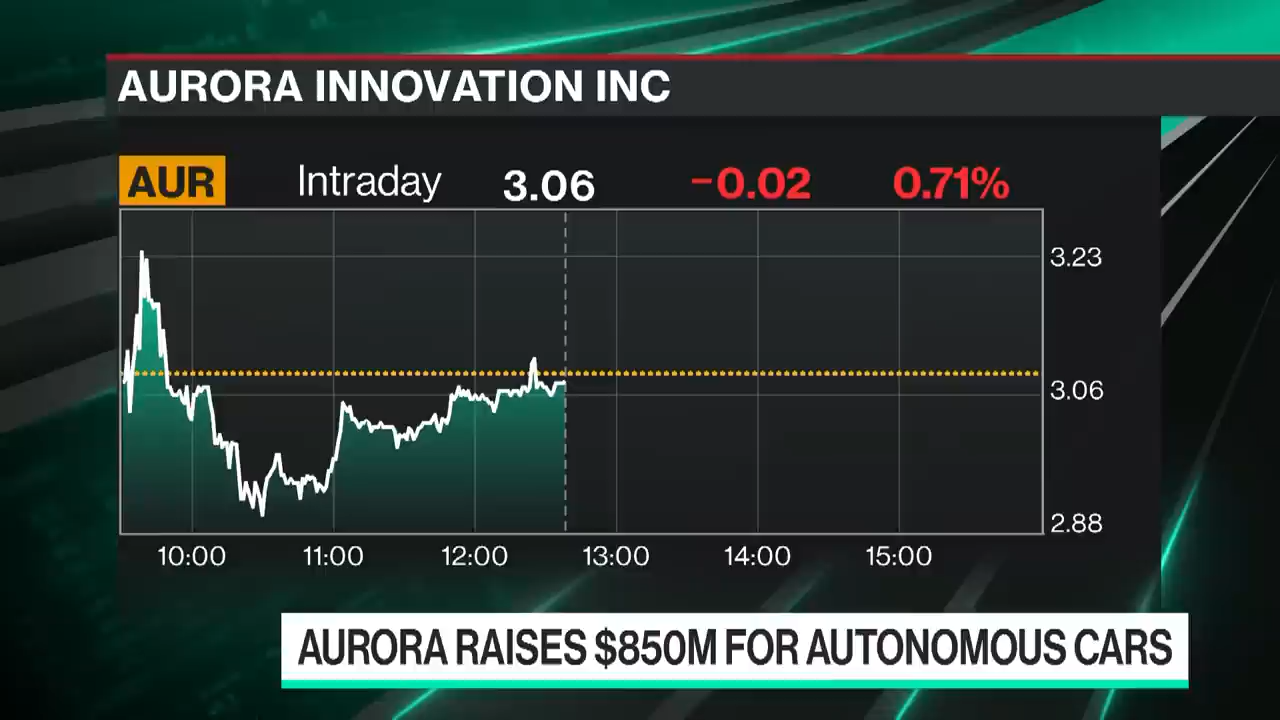 AURORA INNOVATION INC
AUR Intraday 3.06 -0.02 0.71%
3.23
3.06
2.88
10:00 11:00 12:00 13:00 14:00 15:00
AURORA RAISES $850M FOR AUTONOMOUS CARS